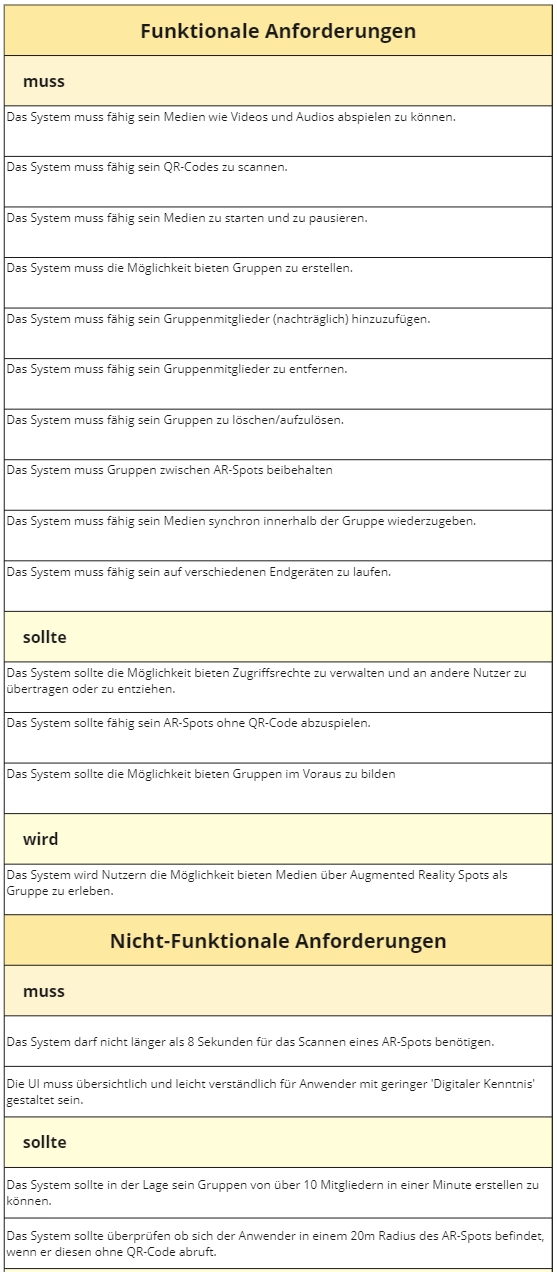 Funktionale Anforderungen
muss
Das System muss fähig sein Medien wie Videos und Audios abspielen zu können.
Das System muss fähig sein QR-Codes zu scannen.
Das System muss fähig sein Medien zu starten und zu pausieren.
Das System muss die Möglichkeit bieten Gruppen zu erstellen.
Das System muss fähig sein Gruppenmitglieder (nachträglich) hinzuzufügen.
Das System muss fähig sein Gruppenmitglieder zu entfernen.
Das System muss fähig sein Gruppen zu löschen/aufzulösen.
Das System muss Gruppen zwischen AR-Spots beibehalten
Das System muss fähig sein Medien synchron innerhalb der Gruppe wiederzugeben.
Das System muss fähig sein auf verschiedenen Endgeräten zu laufen.
sollte
Das System sollte die Möglichkeit bieten Zugriffsrechte zu verwalten und an andere Nutzer zu
übertragen oder zu entziehen.
Das System sollte fähig sein AR-Spots ohne QR-Code abzuspielen.
Das System sollte die Möglichkeit bieten Gruppen im Voraus zu bilden
wird
Das System wird Nutzern die Möglichkeit bieten Medien über Augmented Reality Spots als
Gruppe zu erleben.
Nicht-Funktionale Anforderungen
muss
Das System darf nicht länger als 8 Sekunden für das Scannen eines AR-Spots benötigen.
Die UI muss übersichtlich und leicht verständlich für Anwender mit geringer 'Digitaler Kenntnis'
gestaltet sein.
sollte
Das System sollte in der Lage sein Gruppen von über 10 Mitgliedern in einer Minute erstellen zu
können.
Das System sollte überprüfen ob sich der Anwender in einem 20m Radius des AR-Spots befindet,
wenn er diesen ohne QR-Code abruft.